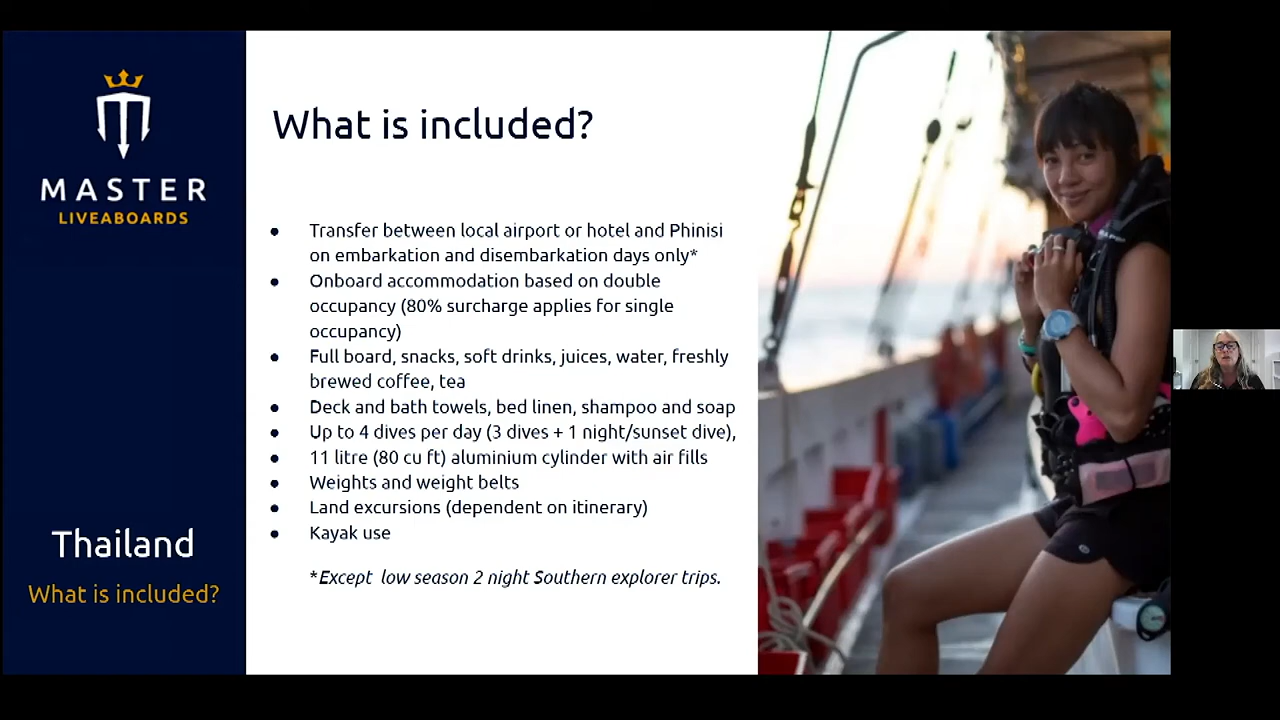 MASTER
LIVEABOARDS
Thailand
What is included?
What is included?
● Transfer between local airport or hotel and Phinisi
on embarkation and disembarkation days only*
● Onboard accommodation based on double
occupancy (80% surcharge applies for single
occupancy)
● Full board, snacks, soft drinks, juices, water, freshly
brewed coffee, tea
● Deck and bath towels, bed linen, shampoo and soap
● Up to 4 dives per day (3 dives + 1 night/sunset dive),
● 11 litre (80 cu ft) aluminium cylinder with air fills
● Weights and weight belts
● Land excursions (dependent on itinerary)
● Kayak use
*Except low season 2 night Southern explorer trips.